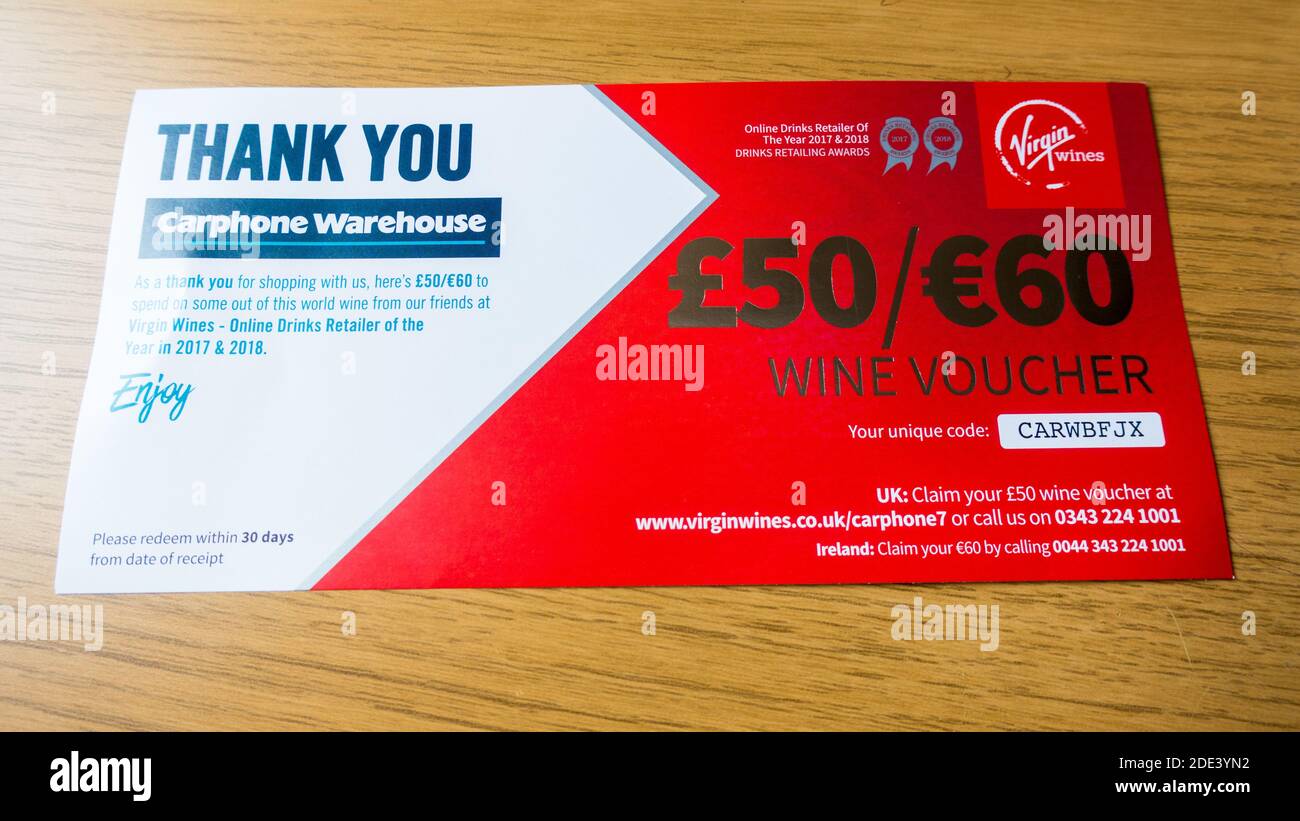 THANK YOU
Carphone Warehouse
As a thank you for shopping with us, here's £50/€60 to
spend on some out of this world wine from our friends at
Virgin Wines - Online Drinks Retailer of the
Year in 2017 & 2018.
Enjoy
Please redeem within 30 days
from date of receipt
Online Drinks Retailer Of
The Year 2017 & 2018
DRINKS RETAILING AWARDS
2017
2018
Virgin
wines
£50/€60
WINE VOUCHER
Your unique code: CARWBFJX
UK: Claim your £50 wine voucher at
www.virginwines.co.uk/carphone7 or call us on 0343 224 1001
Ireland: Claim your €60 by calling 0044 343 224 1001
alamy
a
a
alamy
Image ID: 2DE3YN2
www.alamy.com